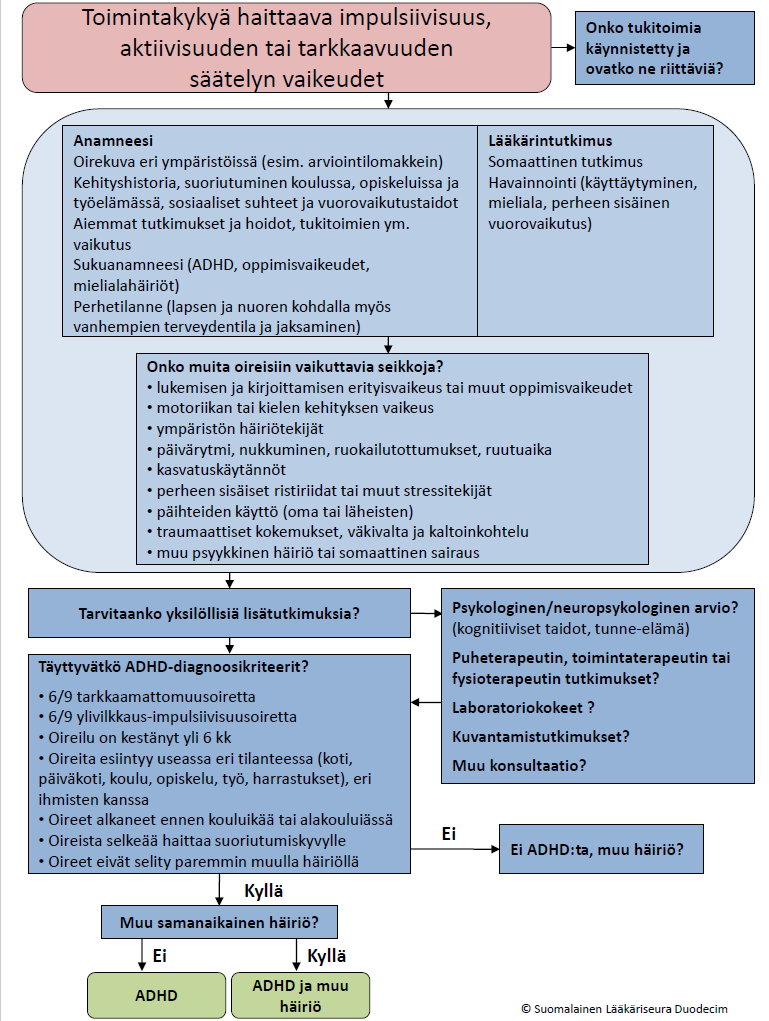 Toimintakykyä haittaava impulsiivisuus,
aktiivisuuden tai tarkkaavuuden
säätelyn vaikeudet
Onko tukitoimia
käynnistetty ja
ovatko ne riittäviä?
Anamneesi
Oirekuva eri ympäristöissä (esim. arviointilomakkein)
Kehityshistoria, suoriutuminen koulussa, opiskeluissa ja
työelämässä, sosiaaliset suhteet ja vuorovaikutustaidot
Aiemmat tutkimukset ja hoidot, tukitoimien ym.
vaikutus
Sukuanamneesi (ADHD, oppimisvaikeudet,
mielialahäiriöt)
Perhetilanne (lapsen ja nuoren kohdalla myös
vanhempien terveydentila ja jaksaminen)
Lääkärintutkimus
Somaattinen tutkimus
Havainnointi (käyttäytyminen,
mieliala, perheen sisäinen
vuorovaikutus)
Onko muita oireisiin vaikuttavia seikkoja?
• lukemisen ja kirjoittamisen erityisvaikeus tai muut oppimisvaikeudet
• motoriikan tai kielen kehityksen vaikeus
• ympäristön häiriötekijät
• päivärytmi, nukkuminen, ruokailutottumukset, ruutuaika
• kasvatuskäytännöt
• perheen sisäiset ristiriidat tai muut stressitekijät
• päihteiden käyttö (oma tai läheisten)
• traumaattiset kokemukset, väkivalta ja kaltoinkohtelu
• muu psyykkinen häiriö tai somaattinen sairaus
Tarvitaanko yksilöllisiä lisätutkimuksia?
Psykologinen/neuropsykologinen arvio?
(kognitiiviset taidot, tunne-elämä)
Puheterapeutin, toimintaterapeutin tai
fysioterapeutin tutkimukset?
Laboratoriokokeet ?
Kuvantamistutkimukset?
Muu konsultaatio?
Täyttyvätkö ADHD-diagnoosikriteerit?
• 6/9 tarkkaamattomuusoiretta
• 6/9 ylivilkkaus-impulsiivisuusoiretta
• Oireilu on kestänyt yli 6 kk
• Oireita esiintyy useassa eri tilanteessa (koti,
päiväkoti, koulu, opiskelu, työ, harrastukset), eri
ihmisten kanssa
• Oireet alkaneet ennen kouluikää tai alakouluiässä
• Oireista selkeää haittaa suoriutumiskyvylle
• Oireet eivät selity paremmin muulla häiriöllä
Ei
Ei ADHD:ta, muu häiriö?
Kyllä
Muu samanaikainen häiriö?
Ei
Kyllä
ADHD
ADHD ja muu
häiriö
© Suomalainen Lääkäriseura Duodecim